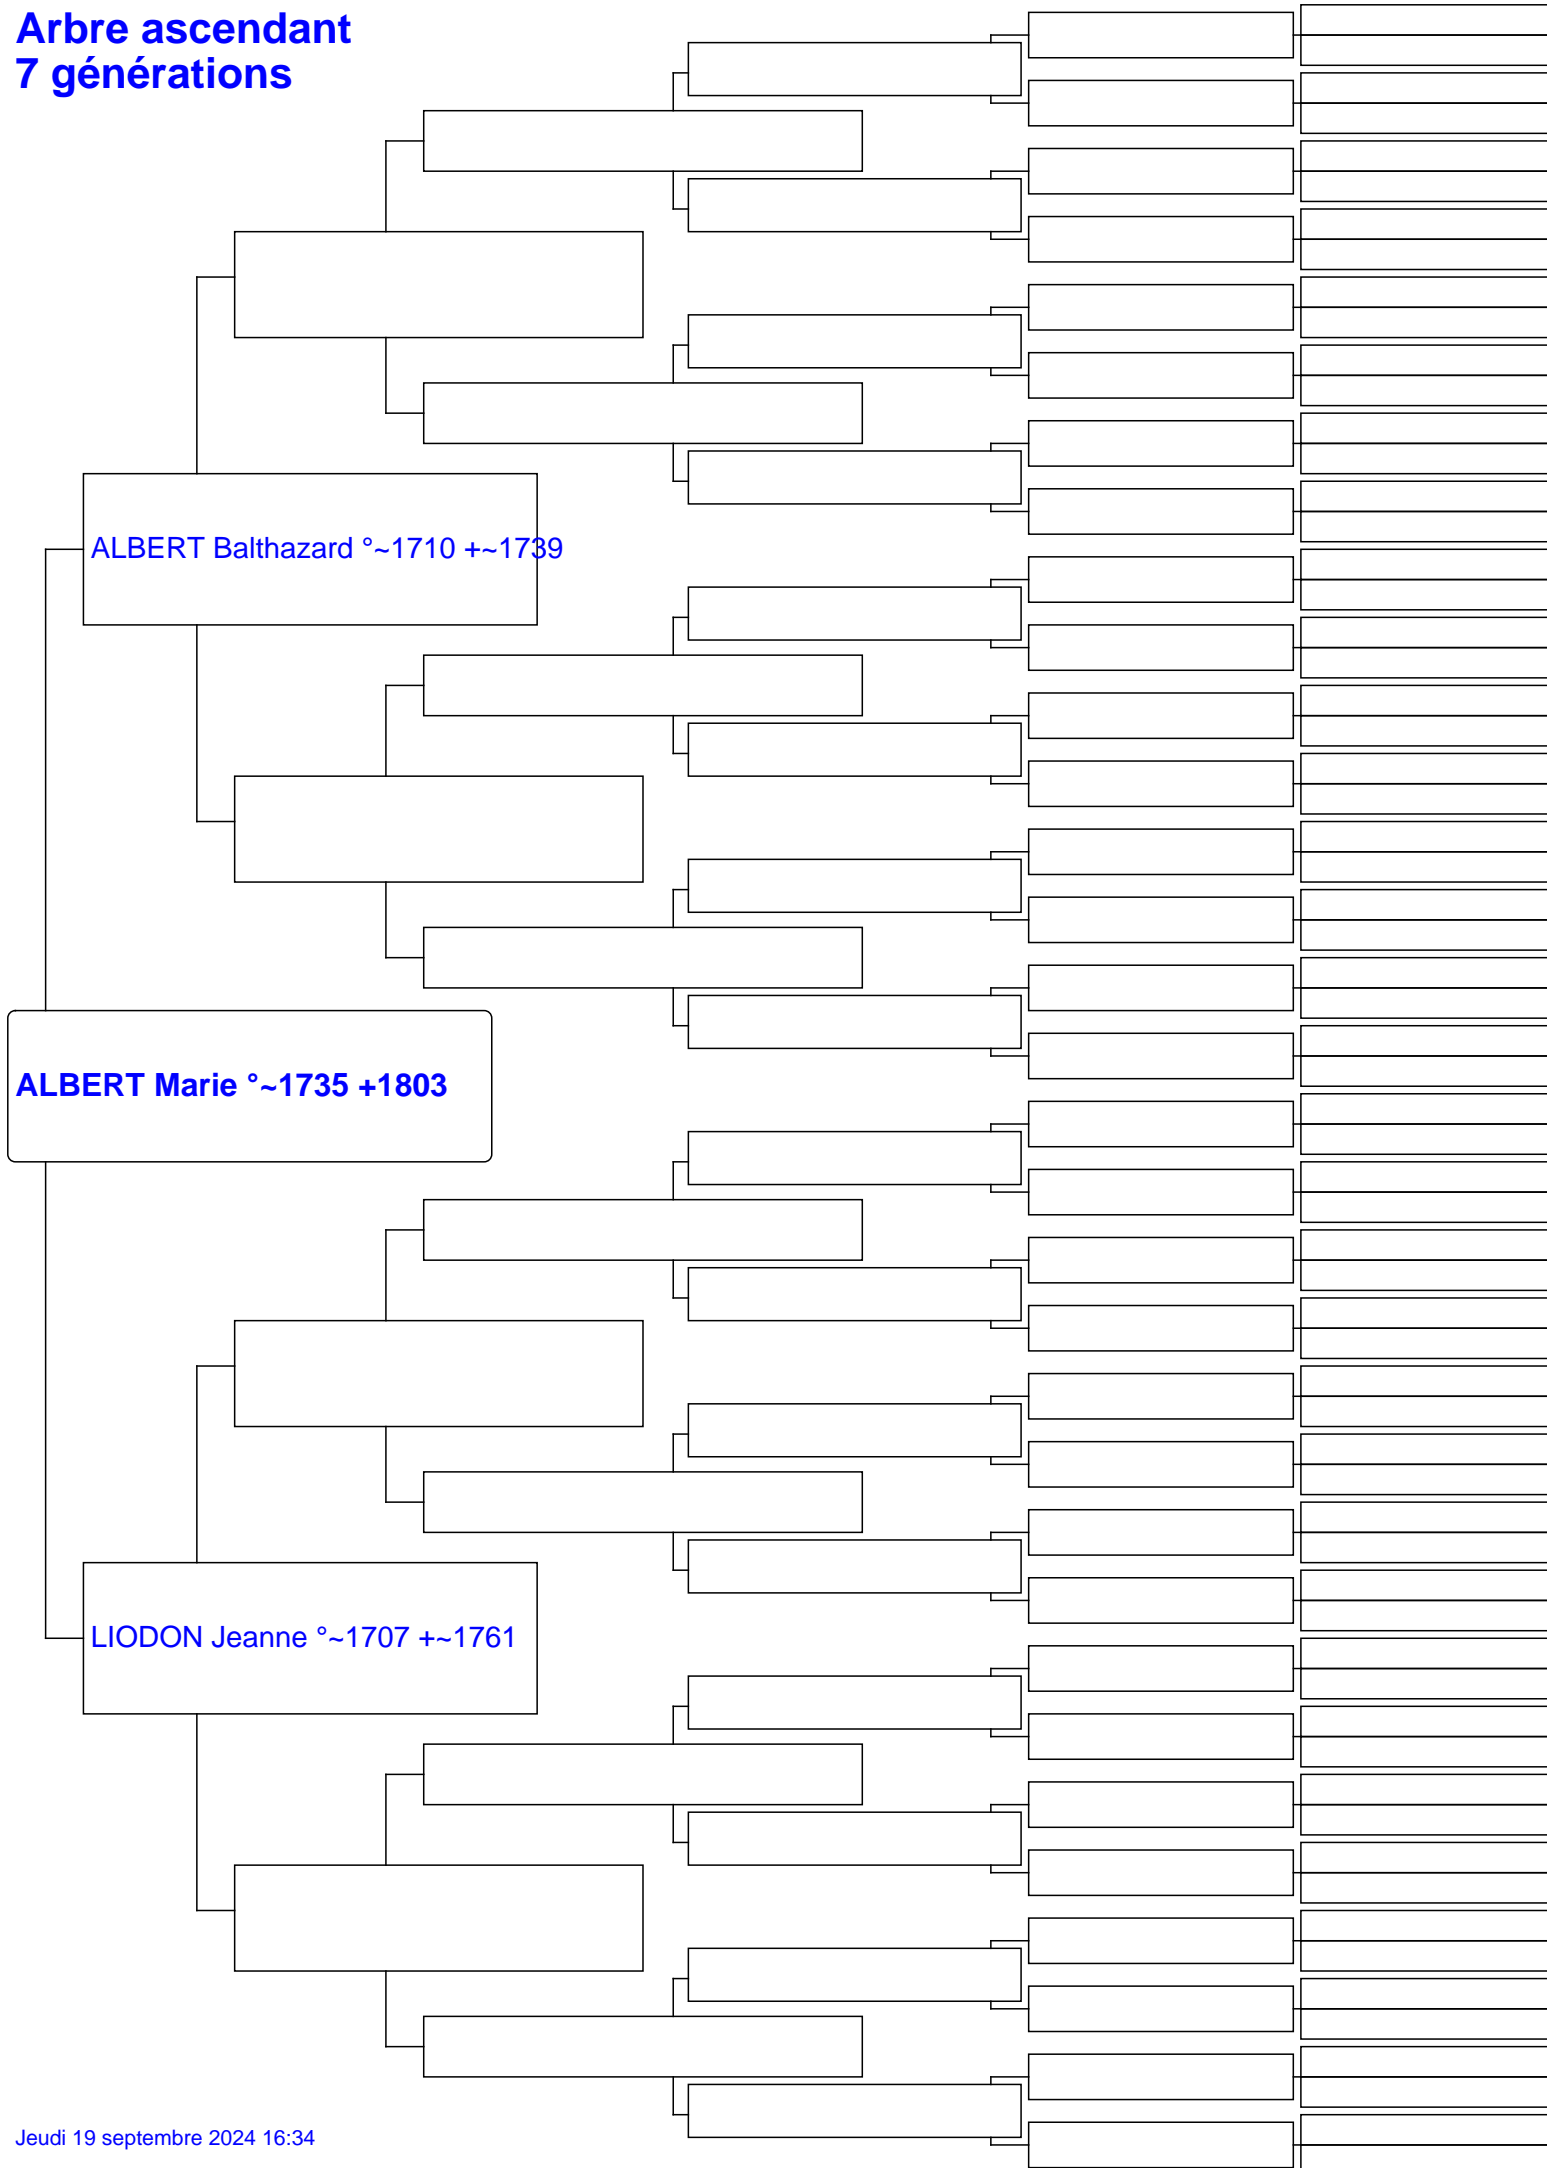 Arbre ascendant
7 générations
ALBERT Balthazard °~1710 +~1739
ALBERT Marie °~1735 +1803
LIODON Jeanne °~1707 +~1761
Jeudi 19 septembre 2024 16:34